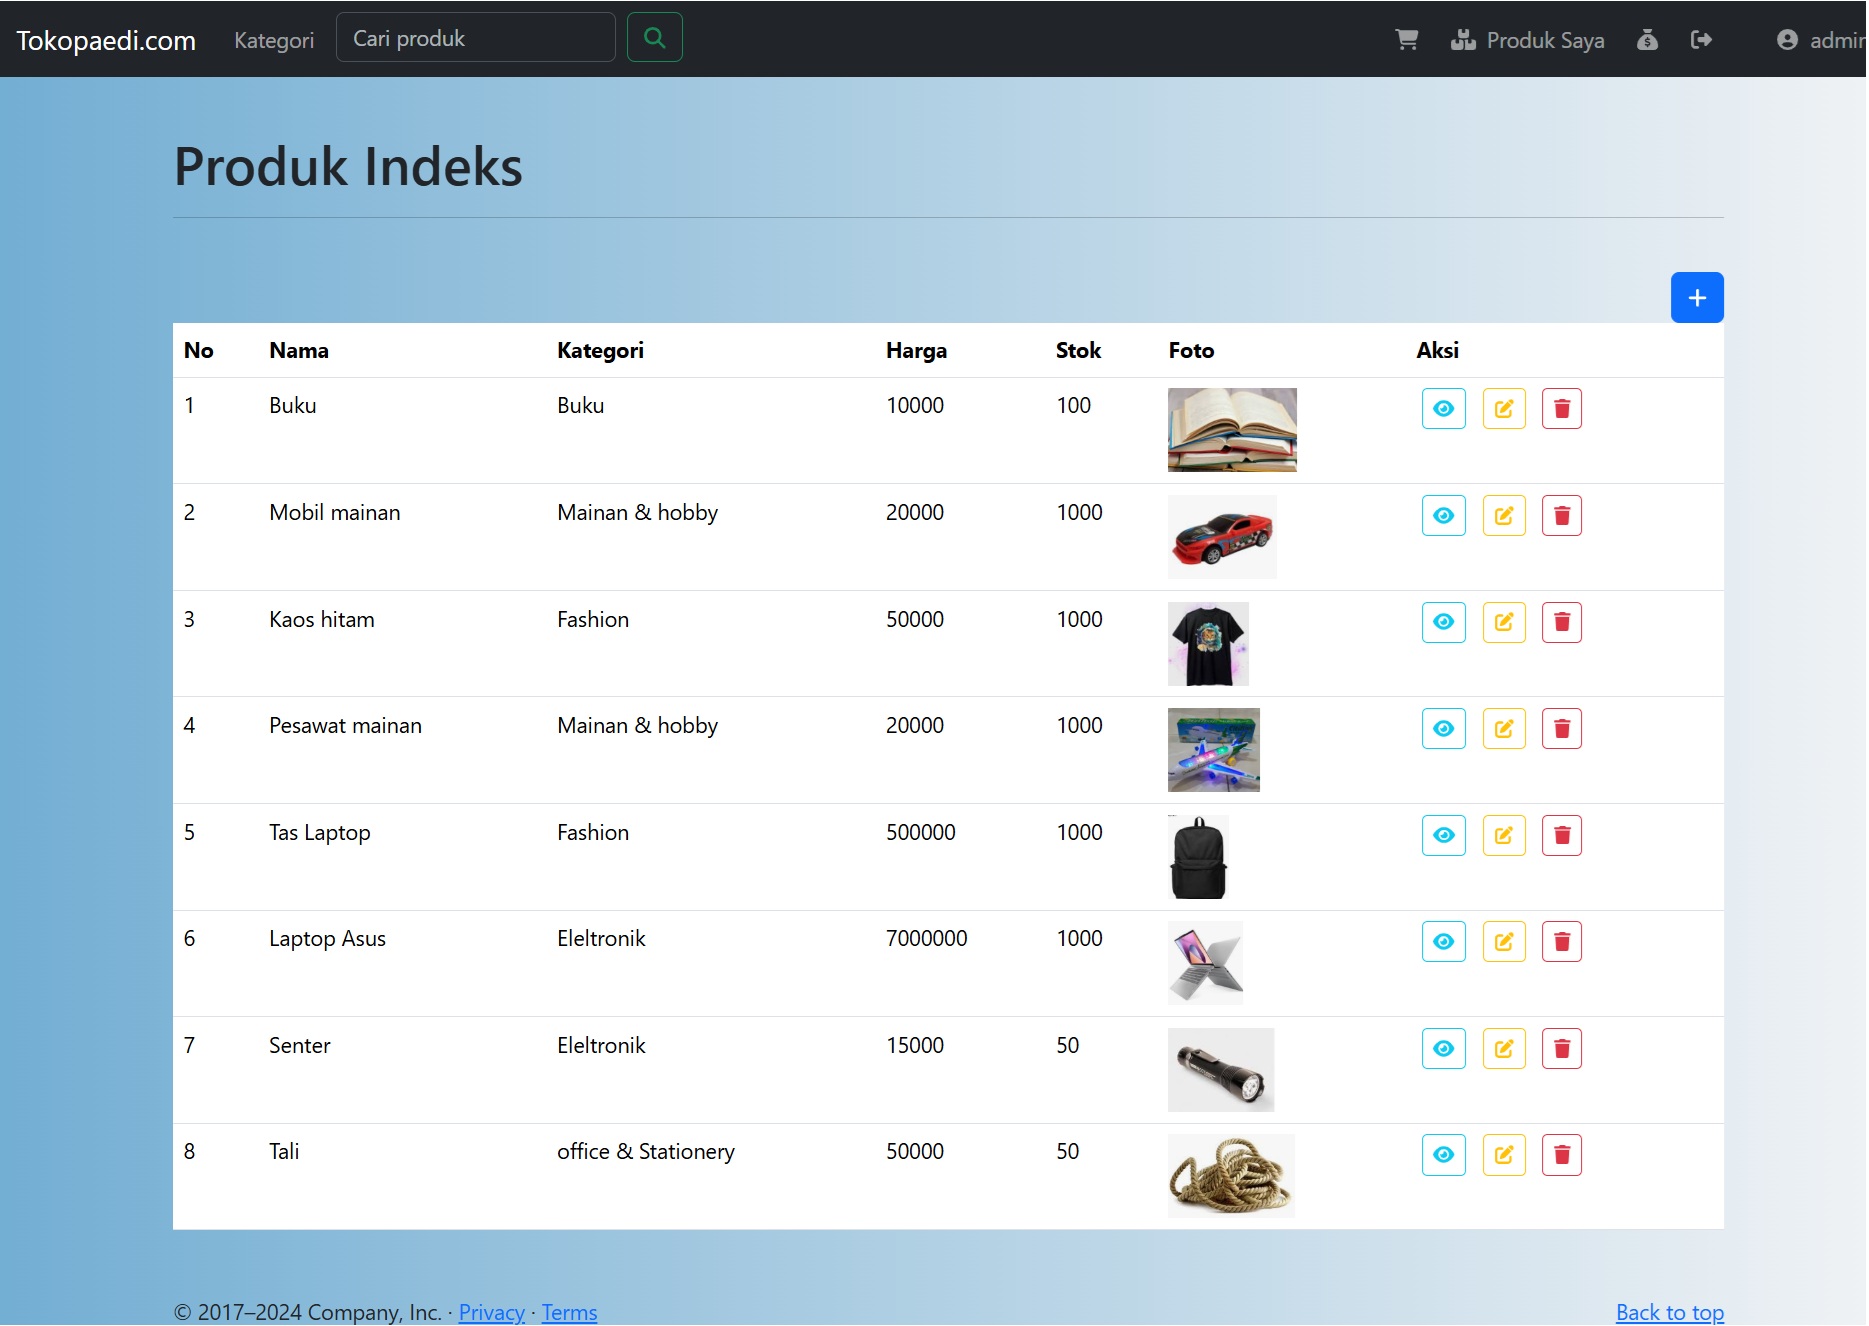 Tokopaedi.com Kategori Cari produk Produk Saya admin
Produk Indeks
No Nama Kategori Harga Stok Foto Aksi
1 Buku Buku 10000 100
2 Mobil mainan Mainan & hobby 20000 1000
3 Kaos hitam Fashion 50000 1000
4 Pesawat mainan Mainan & hobby 20000 1000
5 Tas Laptop Fashion 500000 1000
6 Laptop Asus Eleltronik 7000000 1000
7 Senter Eleltronik 15000 50
8 Tali office & Stationery 50000 50
© 2017–2024 Company, Inc. · Privacy · Terms Back to top